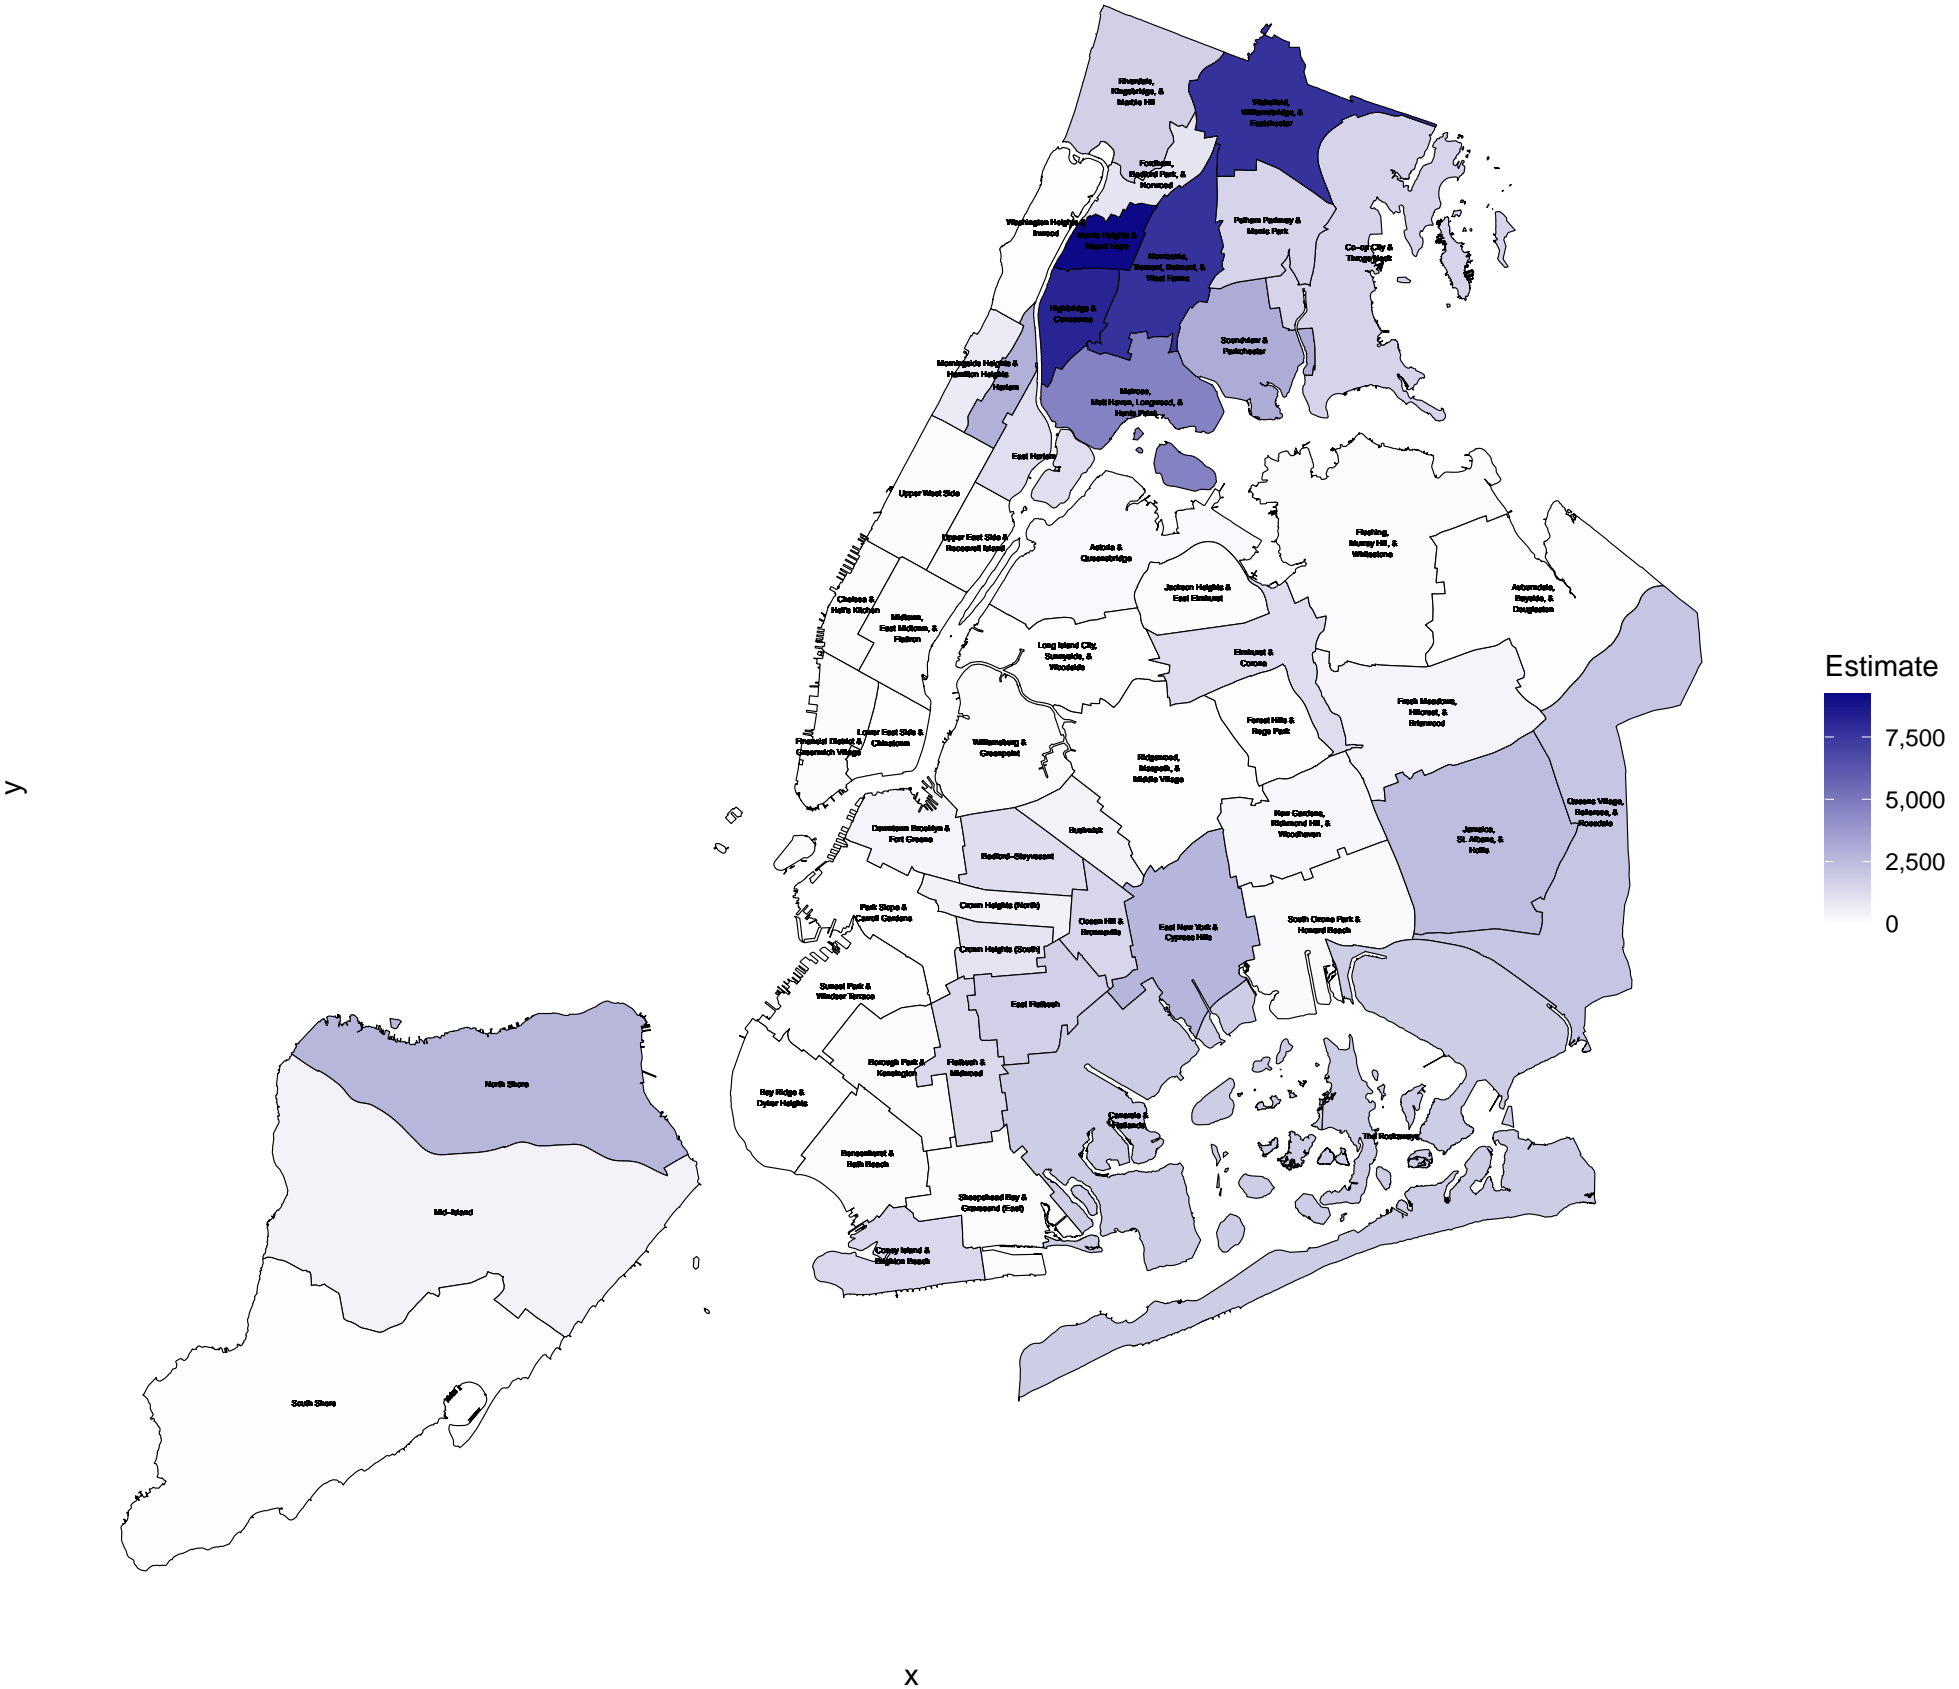 Riverdale,
Kingsbridge, &
Marble Hill
Wakefield,
Williamsbridge, &
Eastchester
Fordham,
Bedford Park, &
Norwood
Washington Heights &
Inwood
Pelham Parkway &
Morris Park
Morris Heights &
Mount Hope
Co-op City &
Throgs Neck
Morrisania,
Tremont, Belmont, &
West Farms
Highbridge &
Concourse
Soundview &
Parkchester
Morningside Heights &
Hamilton Heights
Harlem
Melrose,
Mott Haven, Longwood, &
Hunts Point
East Harlem
Upper West Side
Upper East Side &
Roosevelt Island
Astoria &
Queensbridge
Flushing,
Murray Hill, &
Whitestone
Jackson Heights &
East Elmhurst
Auburndale,
Bayside, &
Douglaston
Chelsea &
Hell's Kitchen
Midtown,
East Midtown, &
Flatiron
Long Island City,
Sunnyside, &
Woodside
Elmhurst &
Corona
Estimate
7,500
5,000
2,500
0
Fresh Meadows,
Hillcrest, &
Briarwood
Forest Hills &
Rego Park
Lower East Side &
Chinatown
Financial District &
Greenwich Village
Williamsburg &
Greenpoint
Ridgewood,
Maspeth, &
Middle Village
y
Queens Village,
Bellerose, &
Rosedale
Kew Gardens,
Richmond Hill, &
Woodhaven
Downtown Brooklyn &
Fort Greene
Bushwick
Jamaica,
St. Albans, &
Hollis
Bedford-Stuyvesant
Park Slope &
Carroll Gardens
Crown Heights (North)
Ocean Hill &
Brownsville
East New York &
Cypress Hills
South Ozone Park &
Howard Beach
Crown Heights (South)
Sunset Park &
Windsor Terrace
East Flatbush
Borough Park &
Kensington
Flatbush &
Midwood
North Shore
Bay Ridge &
Dyker Heights
Canarsie &
Flatlands
The Rockaways
Bensonhurst &
Bath Beach
Sheepshead Bay &
Gravesend (East)
Mid-Island
Coney Island &
Brighton Beach
South Shore
x